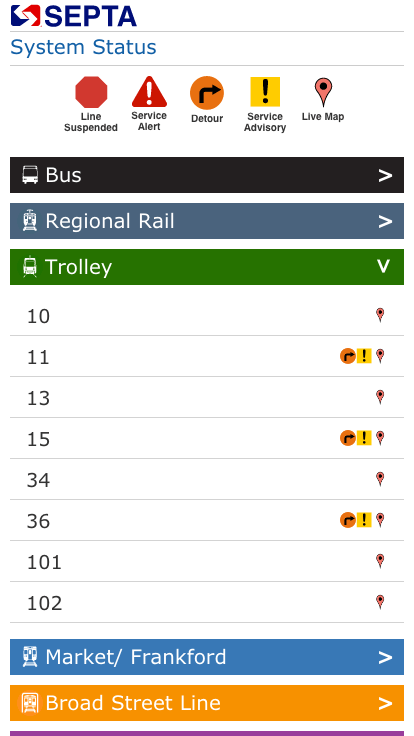 SEPTA
System Status
Line Suspended
Service Alert
Detour
Service Advisory
Live Map
Bus >
Regional Rail >
Trolley V
10
11
13
15
34
36
101
102
Market/ Frankford >
Broad Street Line >